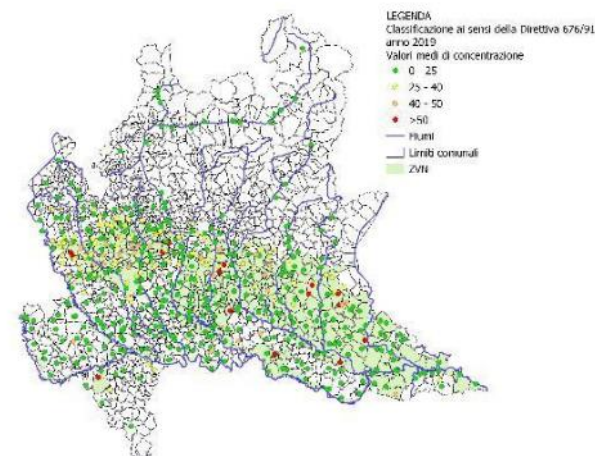 LEGENDA
Classificazione ai sensi della Direttiva 676/91
anno 2019
Valori medi di concentrazione
0 - 25
25 - 40
40 - 50
>50
Fiumi
Limiti comunali
ZVN